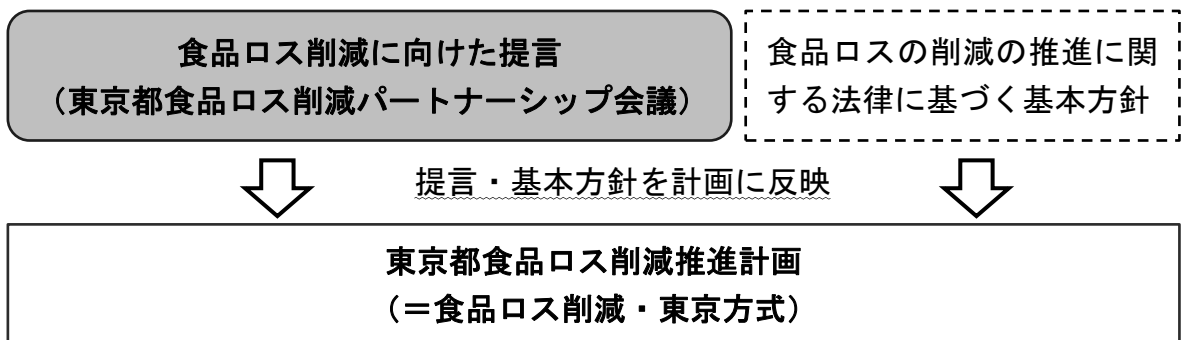 食品ロス削減に向けた提言
（東京都食品ロス削減パートナーシップ会議）
食品ロスの削減の推進に関
する法律に基づく基本方針
提言・基本方針を計画に反映
東京都食品ロス削減推進計画
（＝食品ロス削減・東京方式）